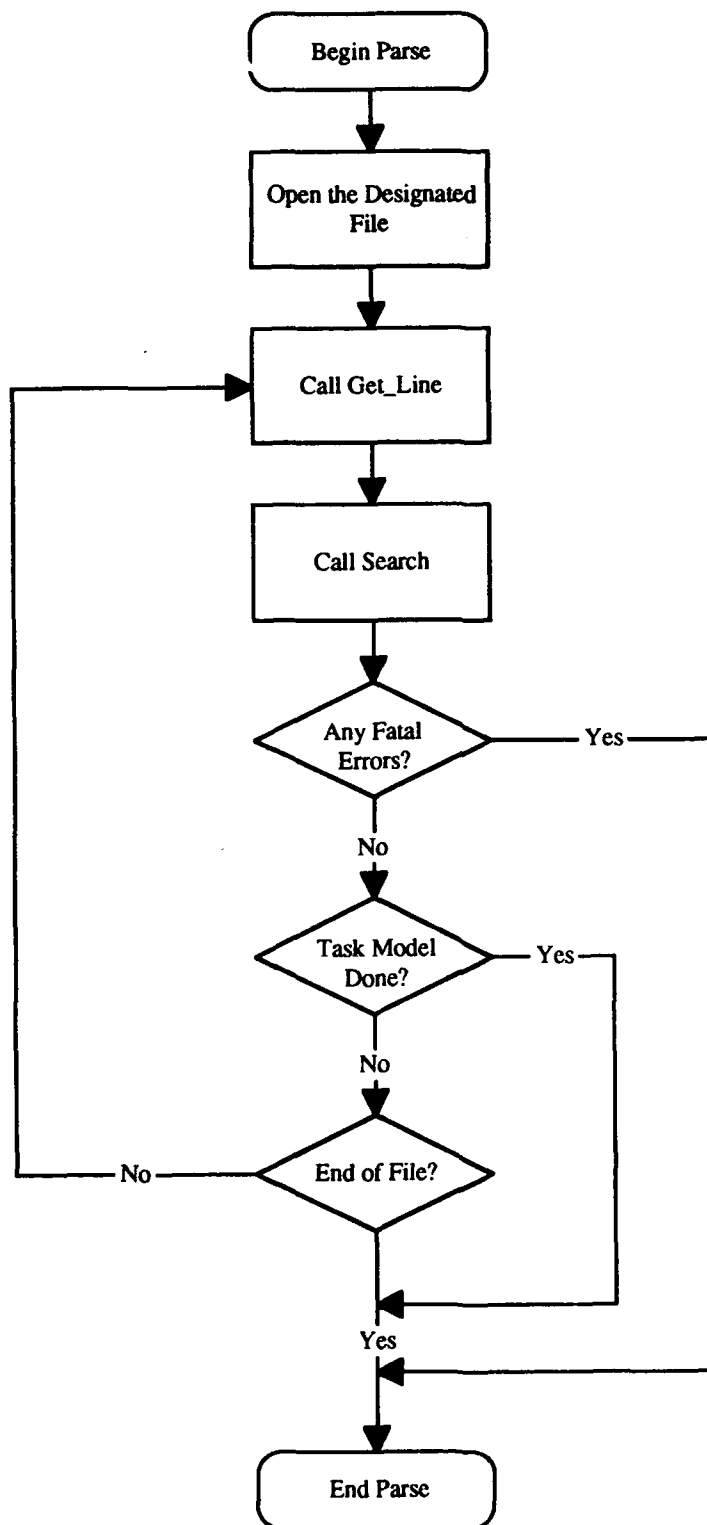 Begin Parse
Open the Designated
File
Call Get_Line
Call Search
Any Fatal
Errors?
Yes
No
Task Model
Done?
Yes
No
End of File?
No
Yes
End Parse